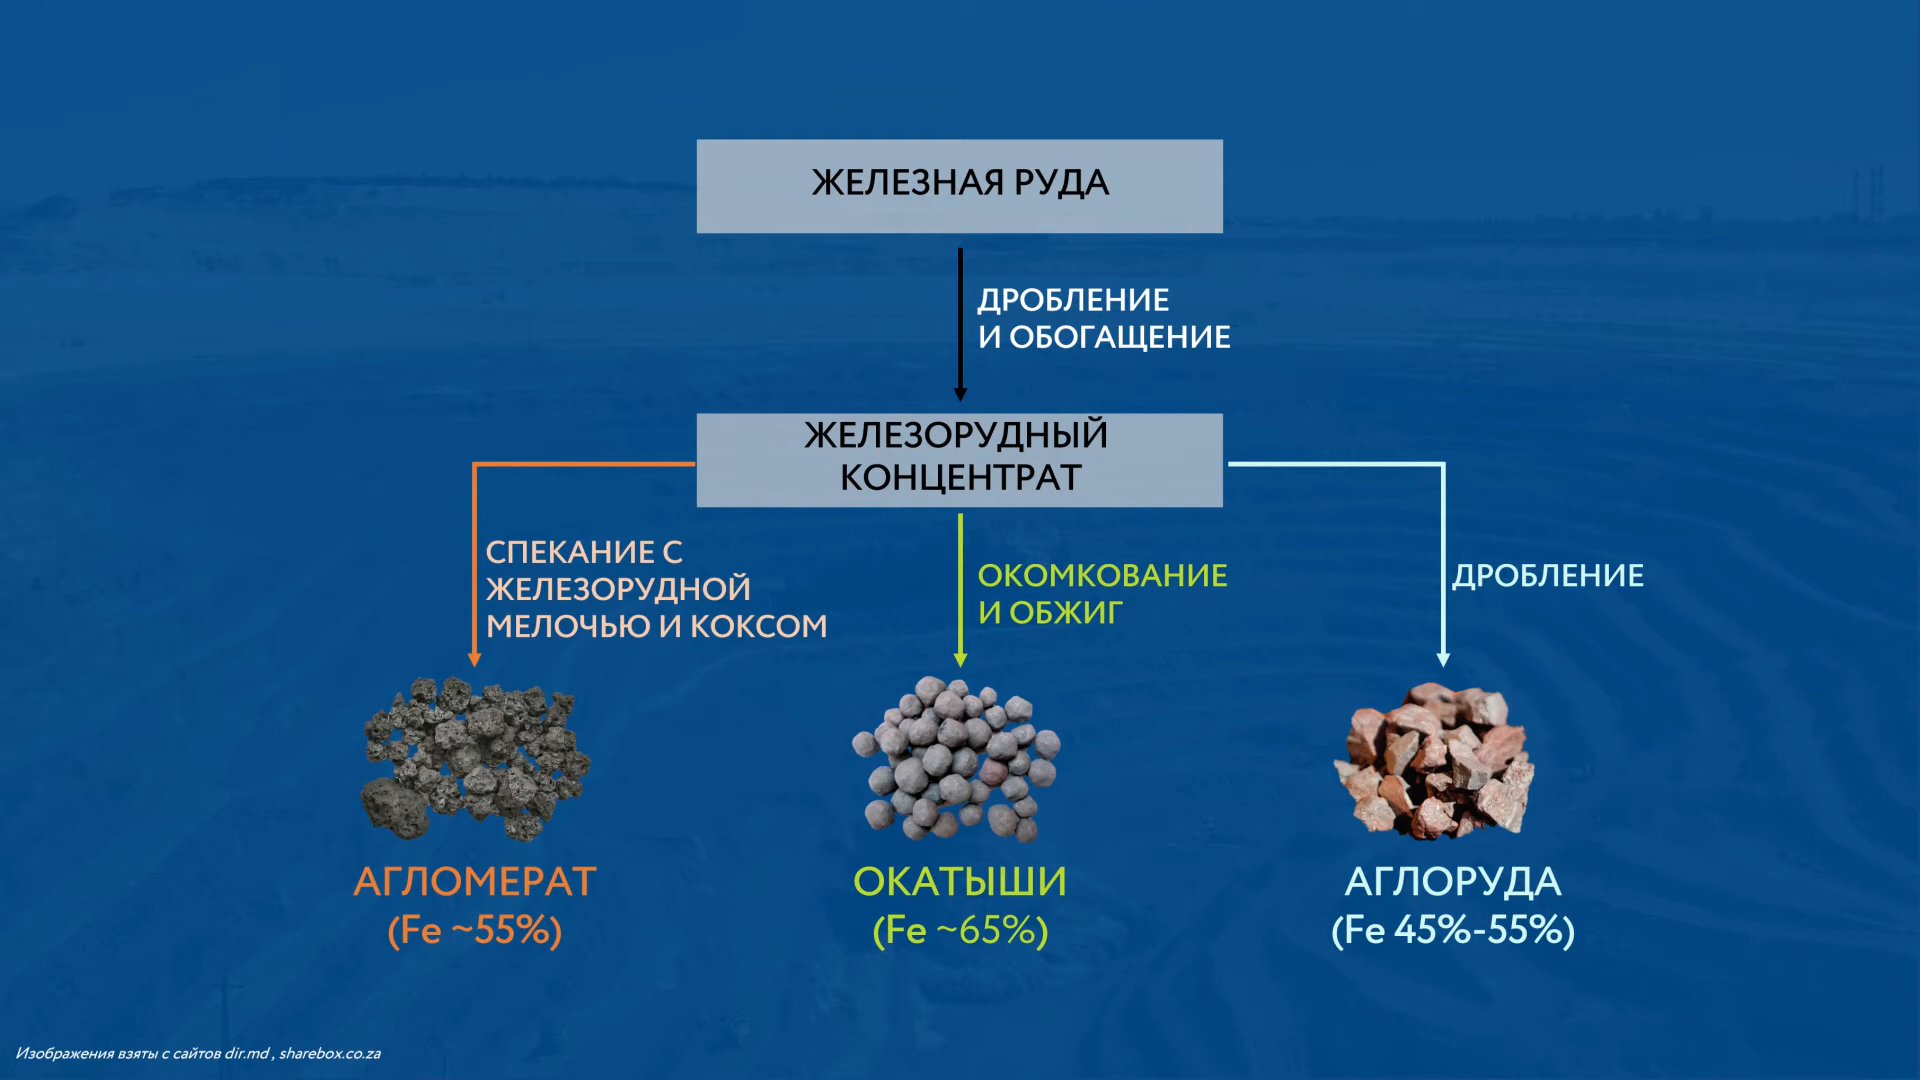 ЖЕЛЕЗНАЯ РУДА
ДРОБЛЕНИЕ
И ОБОГАЩЕНИЕ
ЖЕЛЕЗОРУДНЫЙ
КОНЦЕНТРАТ
СПЕКАНИЕ С
ЖЕЛЕЗОРУДНОЙ
МЕЛОЧЬЮ И КОКСОМ
ОКОМКОВАНИЕ
И ОБЖИГ
ДРОБЛЕНИЕ
АГЛОМЕРАТ
(Fe ~55%)
ОКАТЫШИ
(Fe ~65%)
АГЛОРУДА
(Fe 45%-55%)
Изображения взяты с сайтов dir.md , sharebox.co.za